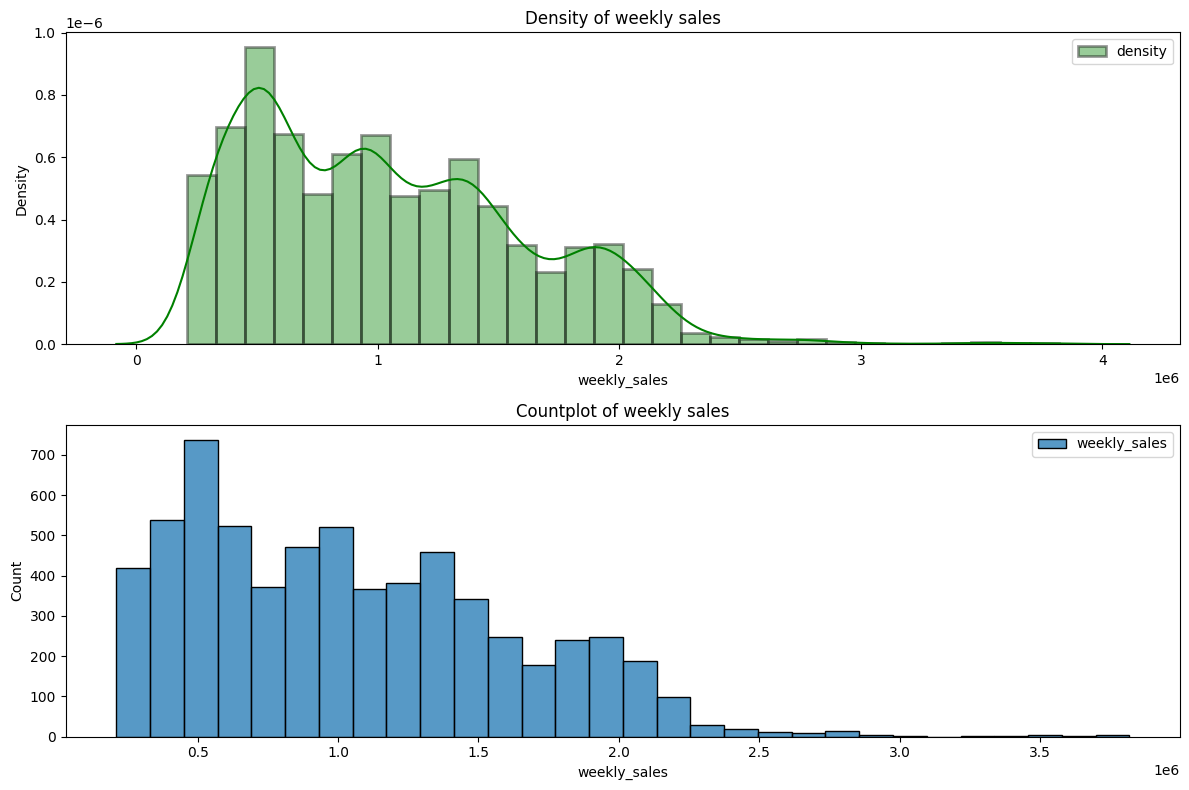 Density of weekly sales
1e−6
density
Density
1.0
0.8
0.6
0.4
0.2
0.0
0 1 2 3 4
1e6
weekly_sales
Countplot of weekly sales
weekly_sales
Count
700
600
500
400
300
200
100
0
0.5 1.0 1.5 2.0 2.5 3.0 3.5
1e6
weekly_sales